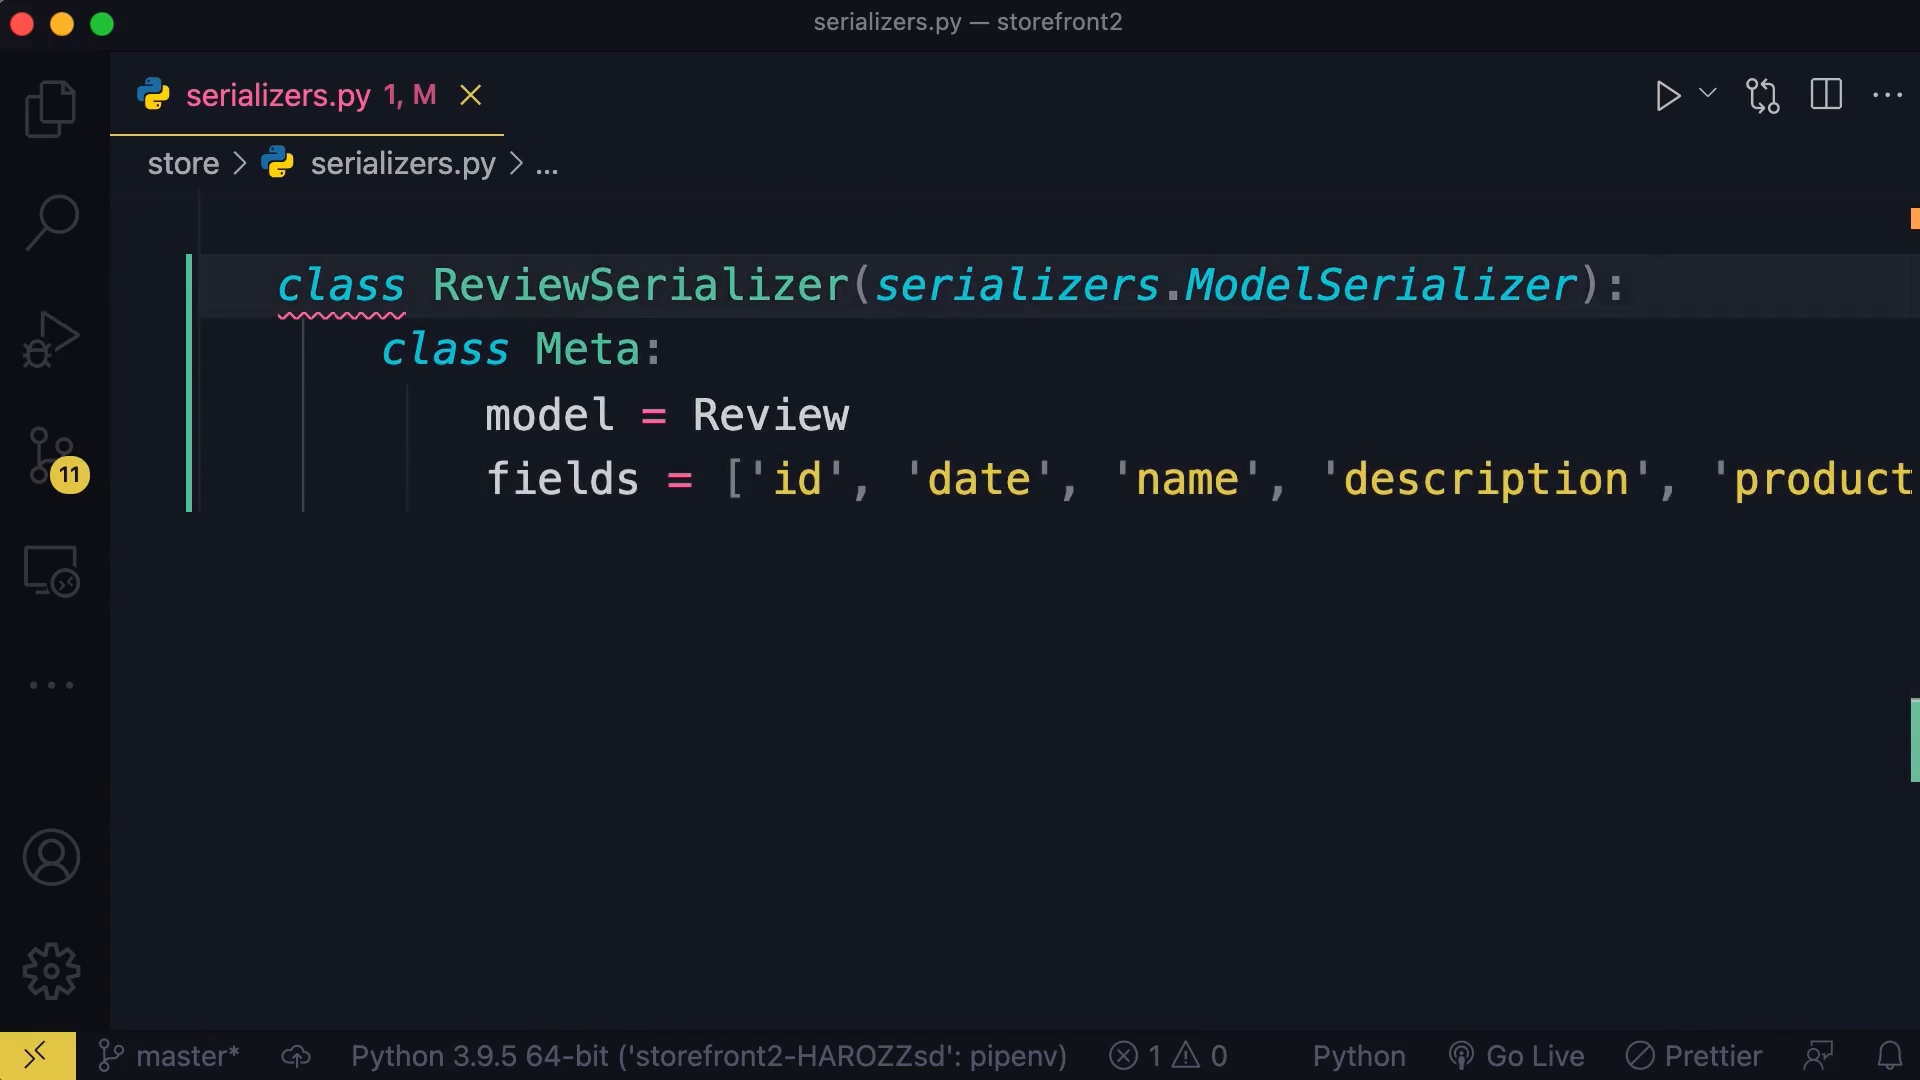 serializers.py — storefront2
serializers.py 1, M
store > serializers.py > ...
class ReviewSerializer(serializers.ModelSerializer):
class Meta:
model = Review
fields = ['id', 'date', 'name', 'description', 'product
11
master*
Python 3.9.5 64-bit ('storefront2-HAROZZsd': pipenv)
1 0
Python
Go Live
Prettier